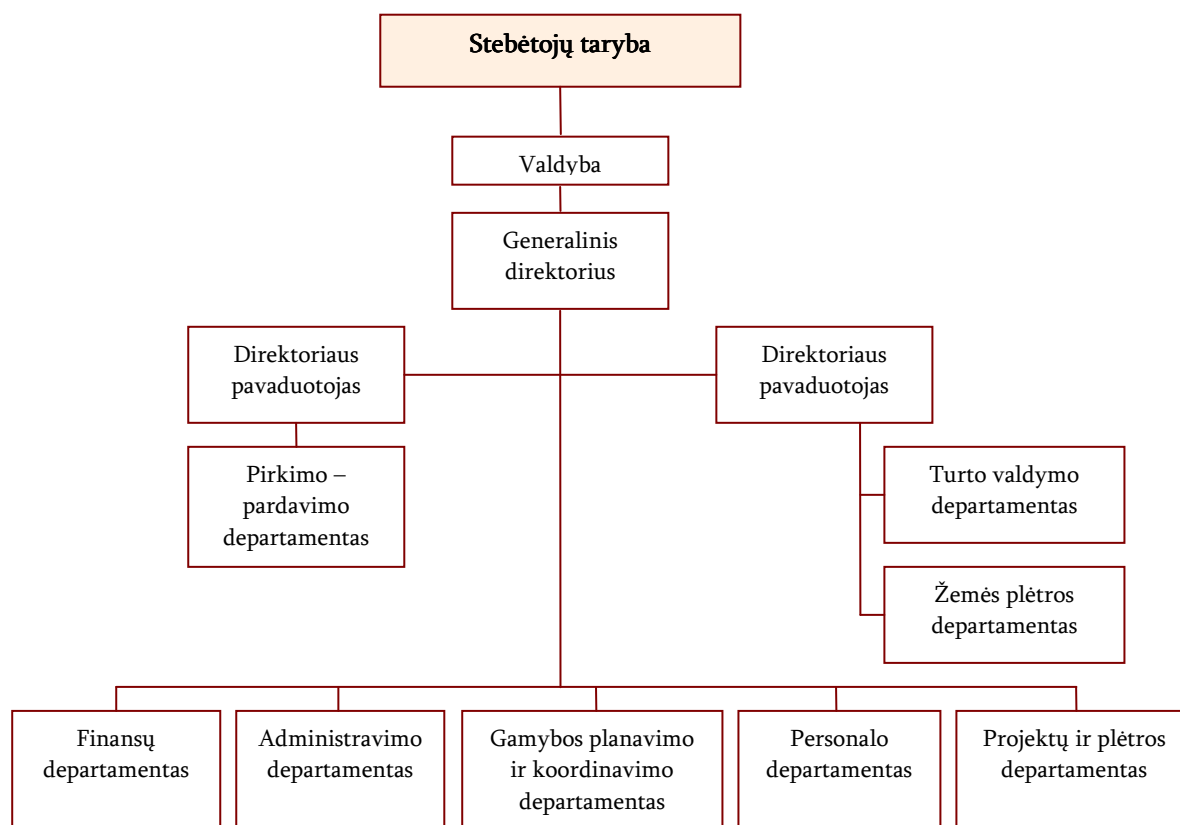 Stebėtojų taryba
Valdyba
Generalinis
direktorius
Direktoriaus
pavaduotojas
Direktoriaus
pavaduotojas
Pirkimo –
pardavimo
departamentas
Turto valdymo
departamentas
Žemės plėtros
departamentas
Finansų
departamentas
Administravimo
departamentas
Gamybos planavimo
ir koordinavimo
departamentas
Personalo
departamentas
Projektų ir plėtros
departamentas